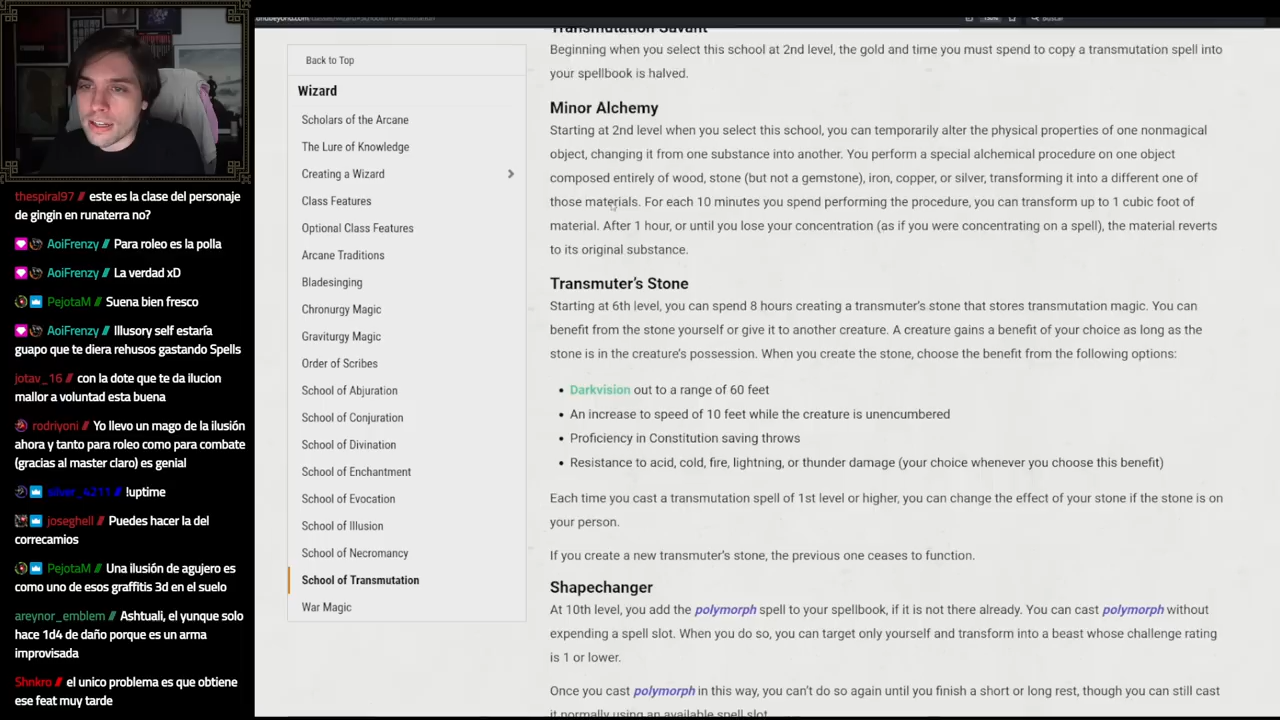 Transmutation Savant
Beginning when you select this school at 2nd level, the gold and time you must spend to copy a transmutation spell into
your spellbook is halved.
Minor Alchemy
Starting at 2nd level when you select this school, you can temporarily alter the physical properties of one nonmagical
object, changing it from one substance into another. You perform a special alchemical procedure on one object
composed entirely of wood, stone (but not a gemstone), iron, copper, or silver, transforming it into a different one of
those materials. For each 10 minutes you spend performing the procedure, you can transform up to 1 cubic foot of
material. After 1 hour, or until you lose your concentration (as if you were concentrating on a spell), the material reverts
to its original substance.
Transmuter's Stone
Starting at 6th level, you can spend 8 hours creating a transmuter's stone that stores transmutation magic. You can
benefit from the stone yourself or give it to another creature. A creature gains a benefit of your choice as long as the
stone is in the creature's possession. When you create the stone, choose the benefit from the following options:
• Darkvision out to a range of 60 feet
• An increase to speed of 10 feet while the creature is unencumbered
• Proficiency in Constitution saving throws
• Resistance to acid, cold, fire, lightning, or thunder damage (your choice whenever you choose this benefit)
Each time you cast a transmutation spell of 1st level or higher, you can change the effect of your stone if the stone is on
your person.
If you create a new transmuter's stone, the previous one ceases to function.
Shapechanger
At 10th level, you add the polymorph spell to your spellbook, if it is not there already. You can cast polymorph without
expending a spell slot. When you do so, you can target only yourself and transform into a beast whose challenge rating
is 1 or lower.
Once you cast polymorph in this way, you can't do so again until you finish a short or long rest, though you can still cast
it normally using an available spell slot.
Back to Top
Wizard
Scholars of the Arcane
The Lure of Knowledge
Creating a Wizard
Class Features
Optional Class Features
Arcane Traditions
Bladesinging
Chronurgy Magic
Graviturgy Magic
Order of Scribes
School of Abjuration
School of Conjuration
School of Divination
School of Enchantment
School of Evocation
School of Illusion
School of Necromancy
School of Transmutation
War Magic
thespiral97 // este es la clase del personaje
de gingin en runaterra no?
AoiFrenzy // Para roleo es la polla
AoiFrenzy // La verdad xD
PejotaM // Suena bien fresco
AoiFrenzy // Illusory self estaría
guapo que te diera rehusos gastando Spells
jotav_16 // con la dote que te da ilucion
mallor a voluntad esta buena
rodriyoni // Yo llevo un mago de la ilusión
ahora y tanto para roleo como para combate
(gracias al master claro) es genial
silver_4211 // !uptime
joseghell // Puedes hacer la del
correcamios
PejotaM // Una ilusión de agujero es
como uno de esos graffitis 3d en el suelo
areynor_emblem // Ashtuali, el yunque solo
hace 1d4 de daño porque es un arma
improvisada
Shnkro // el unico problema es que obtiene
ese feat muy tarde